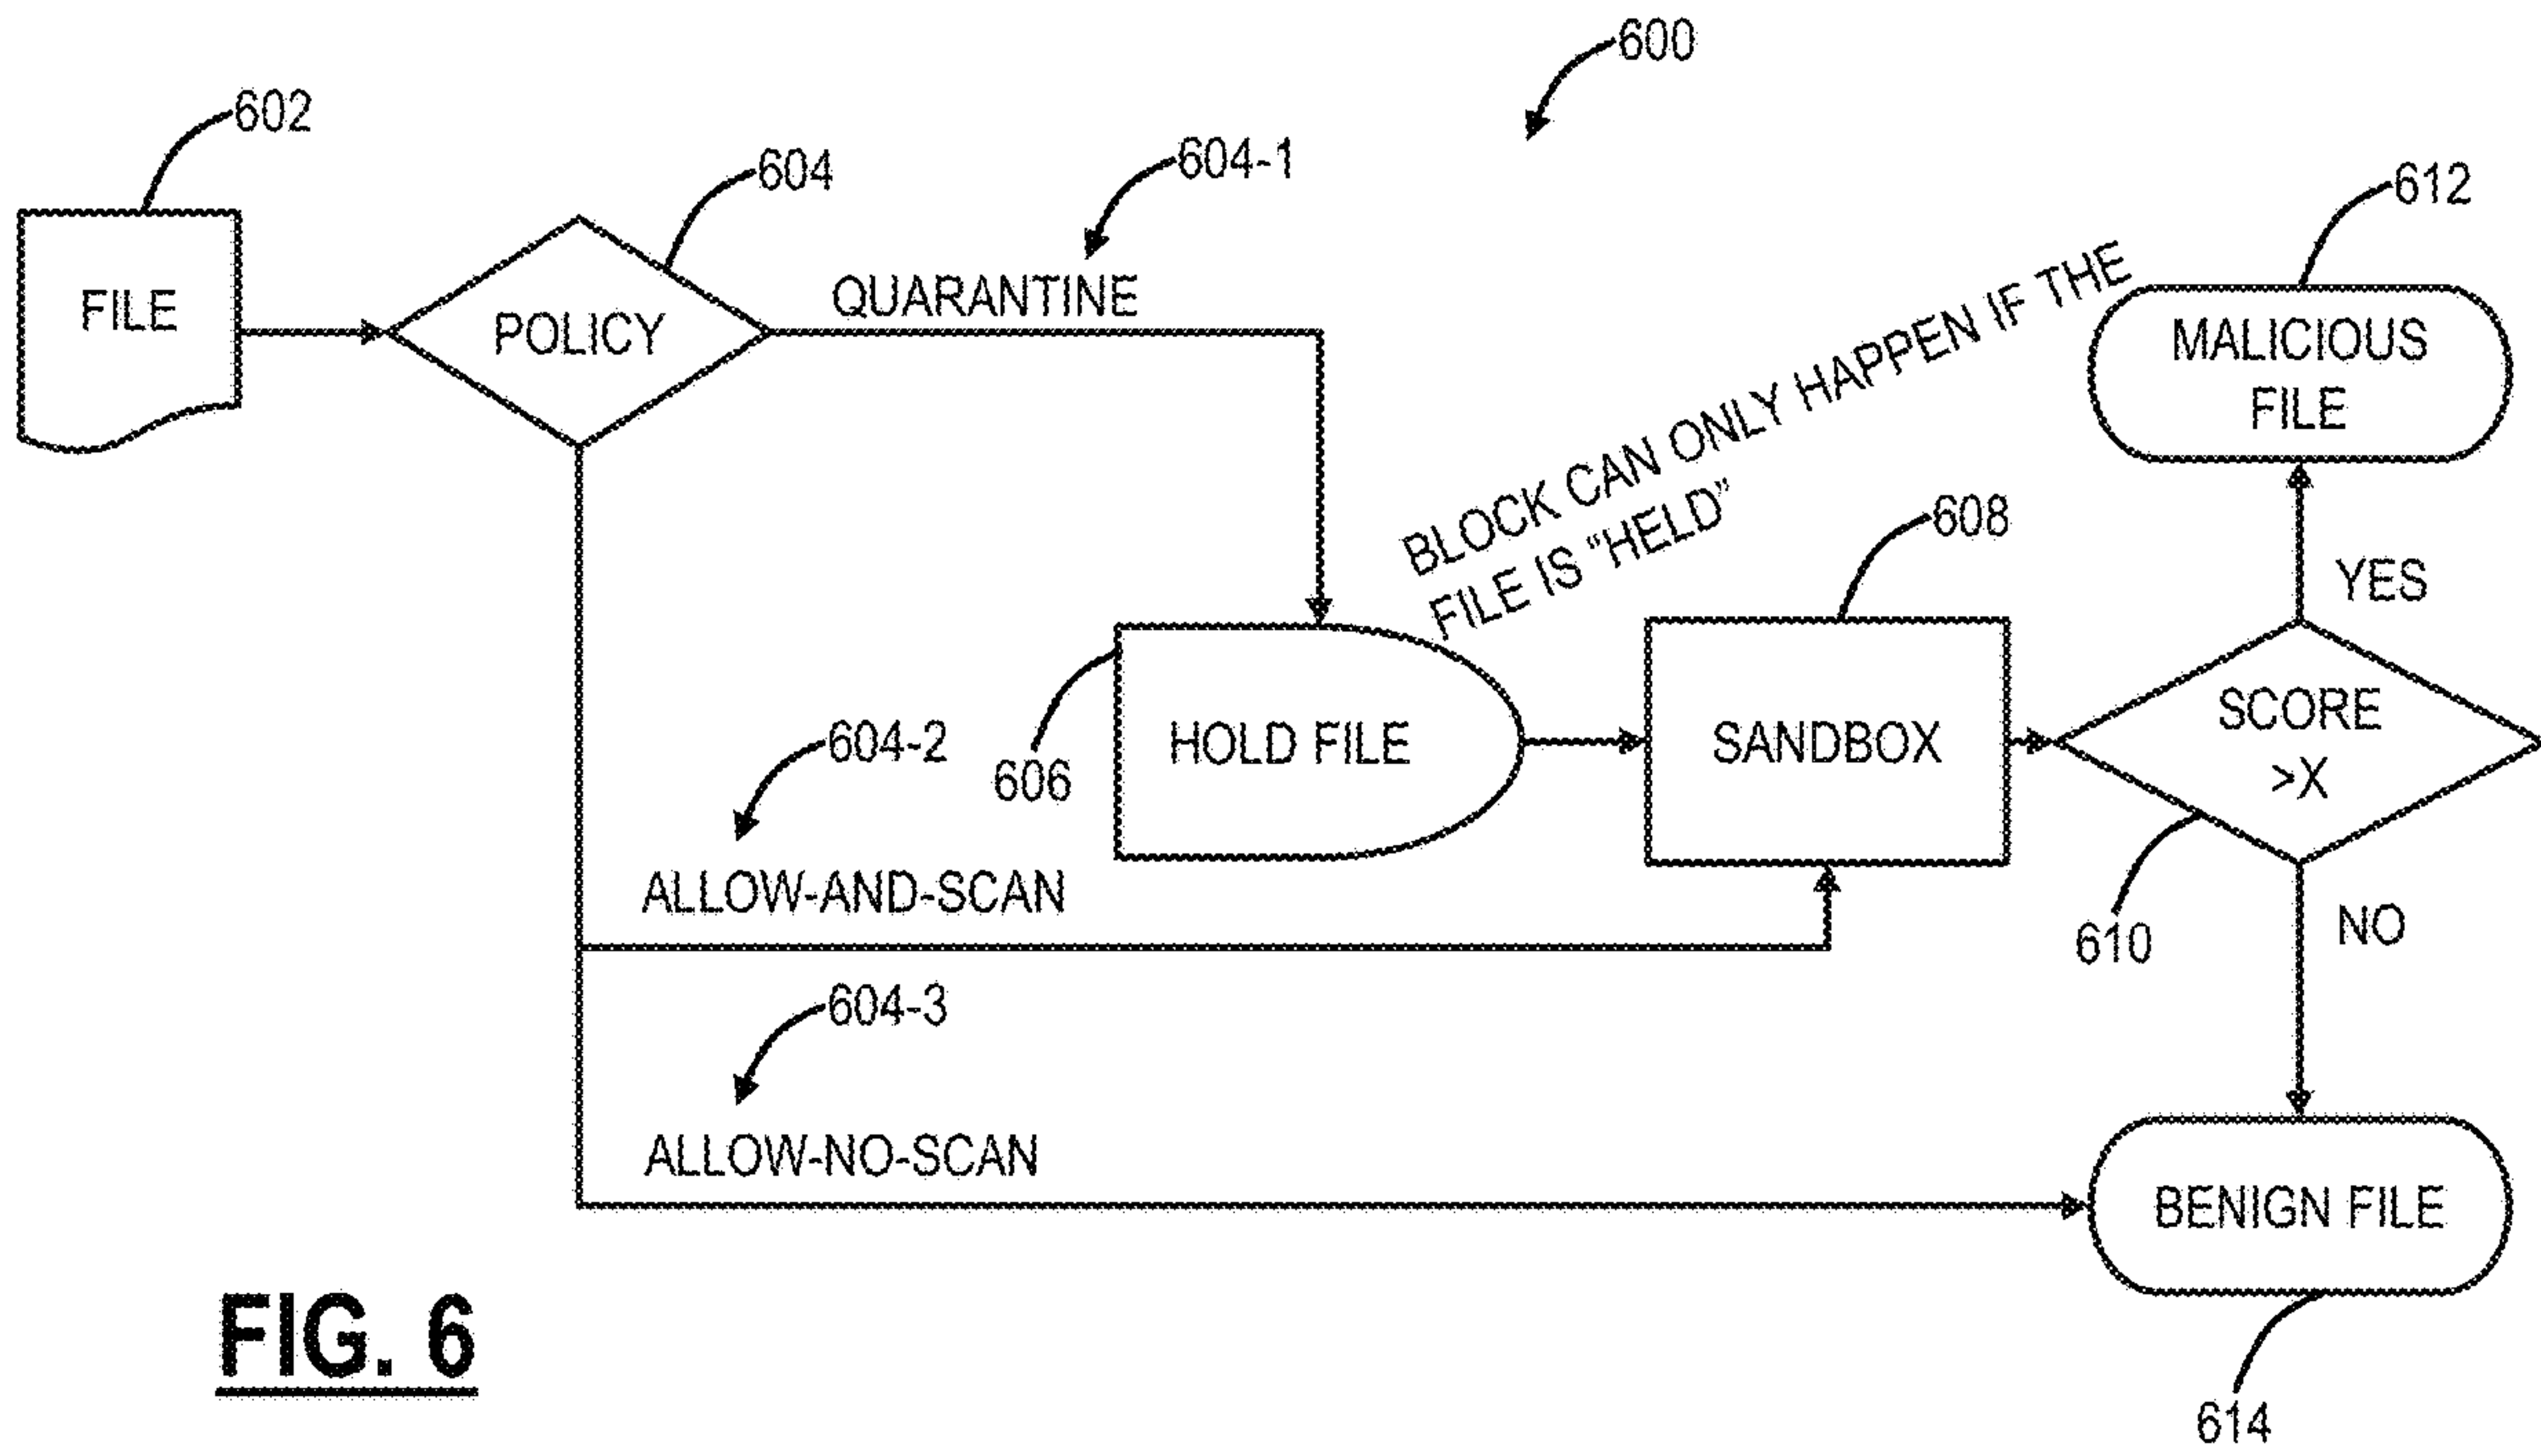 600
602
604
604-1
612
FILE
POLICY
QUARANTINE
MALICIOUS
FILE
BLOCK CAN ONLY HAPPEN IF THE
FILE IS “HELD”
608
YES
606
HOLD FILE
SANDBOX
SCORE
>X
604-2
ALLOW-AND-SCAN
610
NO
604-3
ALLOW-NO-SCAN
BENIGN FILE
614
FIG. 6